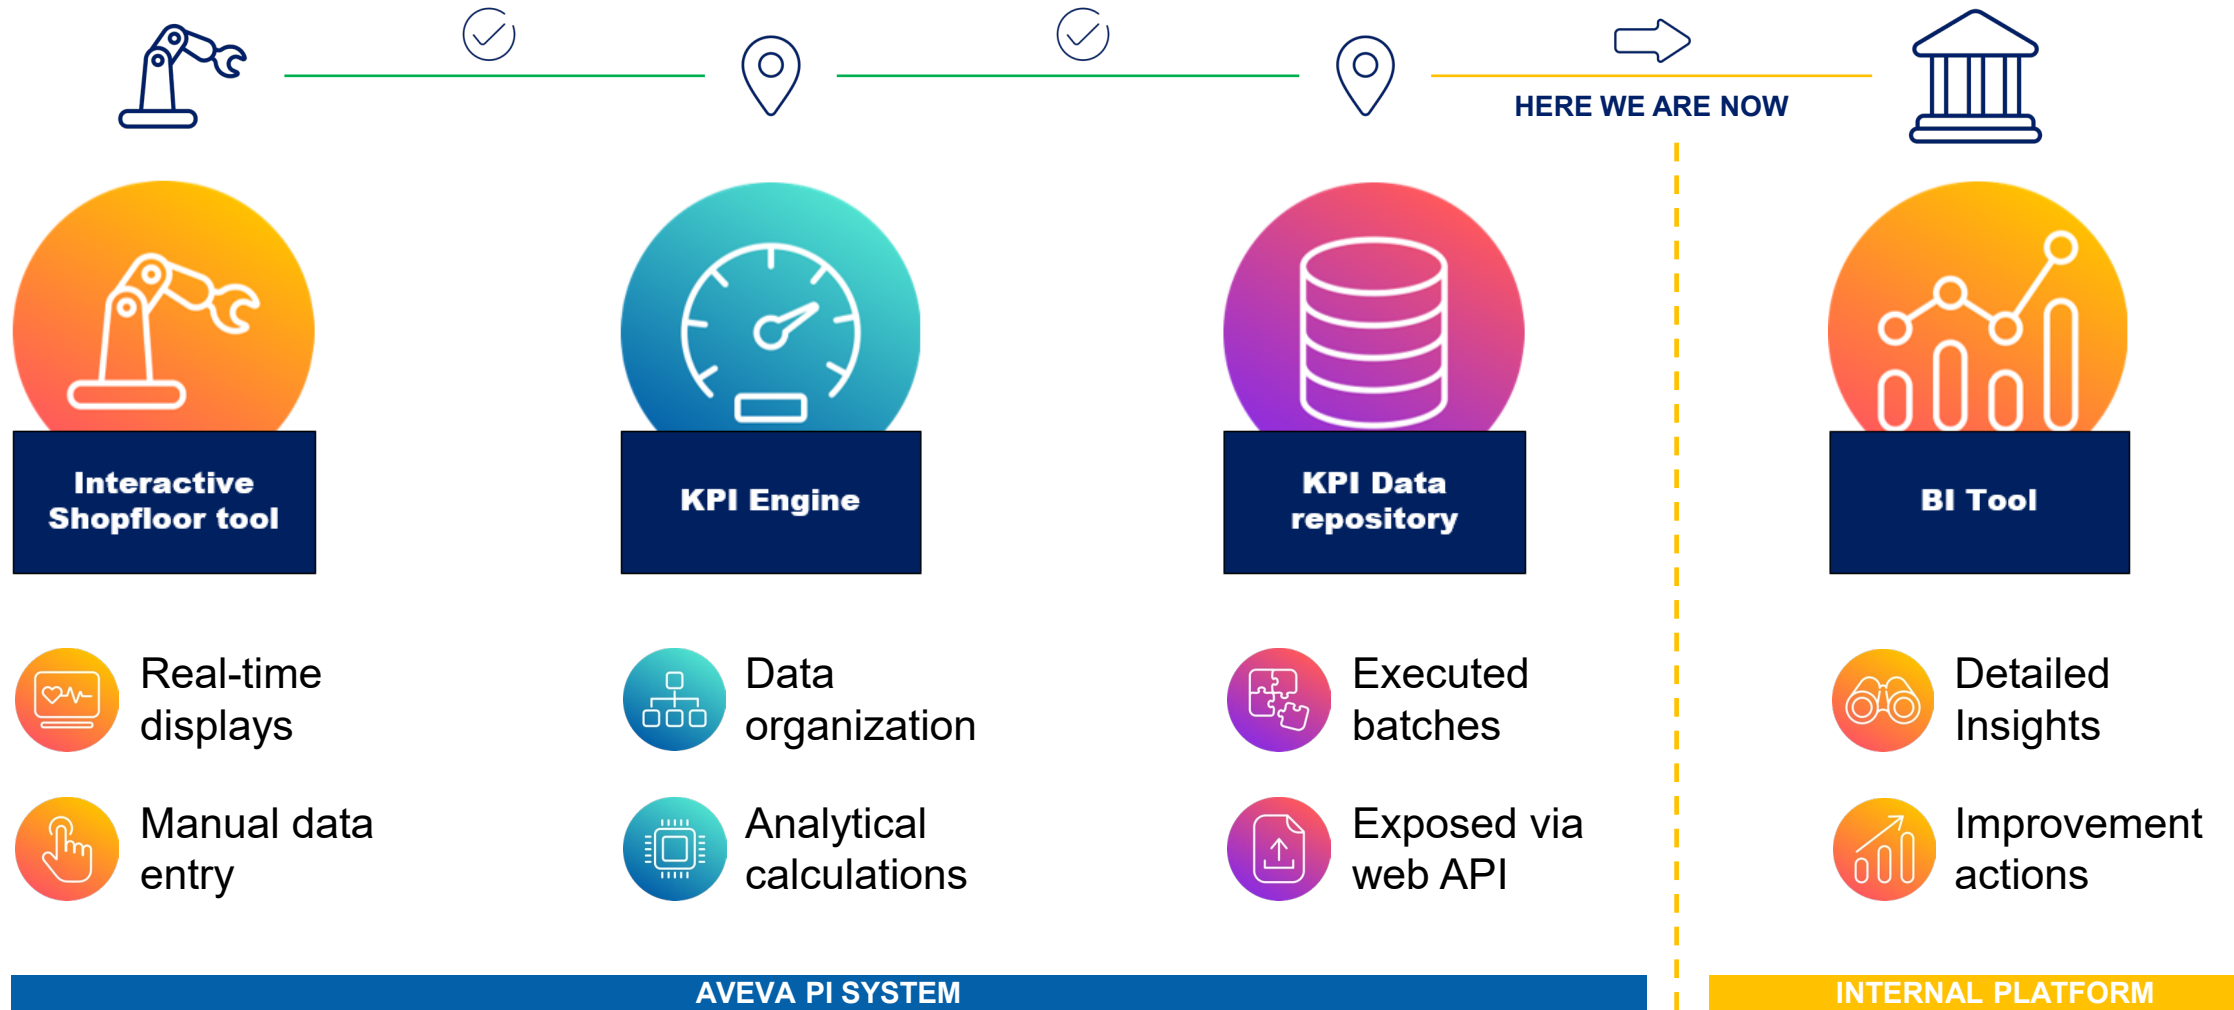 HERE WE ARE NOW
Interactive
Shopfloor tool
KPI Engine
KPI Data
repository
BI Tool
Real-time
displays
Data
organization
Executed
batches
Detailed
Insights
Manual data
entry
Analytical
calculations
Exposed via
web API
Improvement
actions
AVEVA PI SYSTEM
INTERNAL PLATFORM